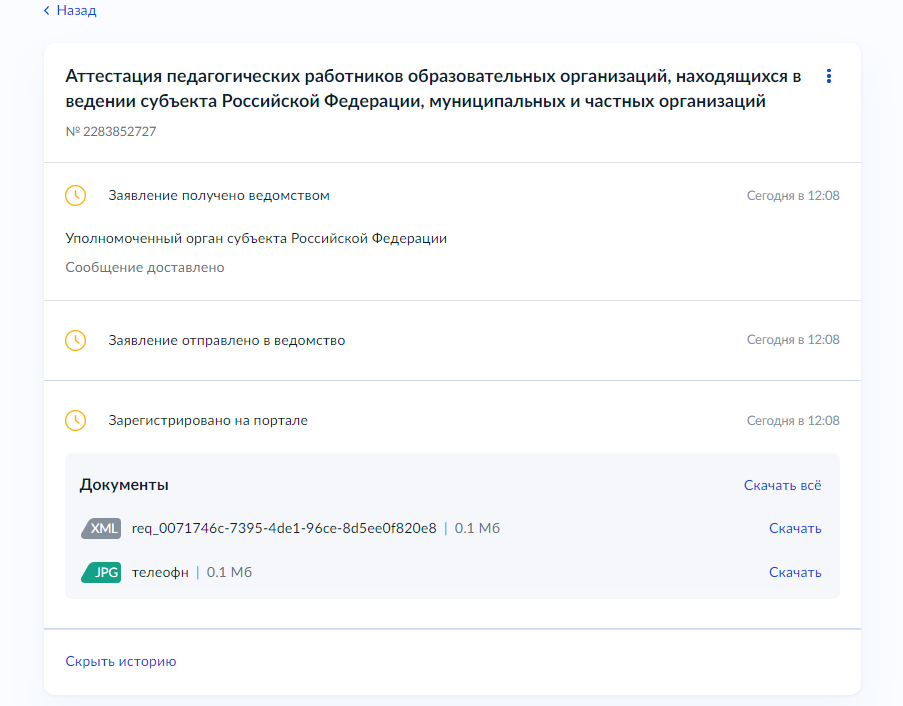 Назад
Аттестация педагогических работников образовательных организаций, находящихся в
ведении субъекта Российской Федерации, муниципальных и частных организаций
№ 2283852727
Заявление получено ведомством
Сегодня в 12:08
Уполномоченный орган субъекта Российской Федерации
Сообщение доставлено
Заявление отправлено в ведомство
Сегодня в 12:08
Зарегистрировано на портале
Сегодня в 12:08
Документы
Скачать всё
XML req_0071746c-7395-4de1-96ce-8d5ee0f820e8 | 0.1 Мб
Скачать
JPG телеофн | 0.1 Мб
Скачать
Скрыть историю